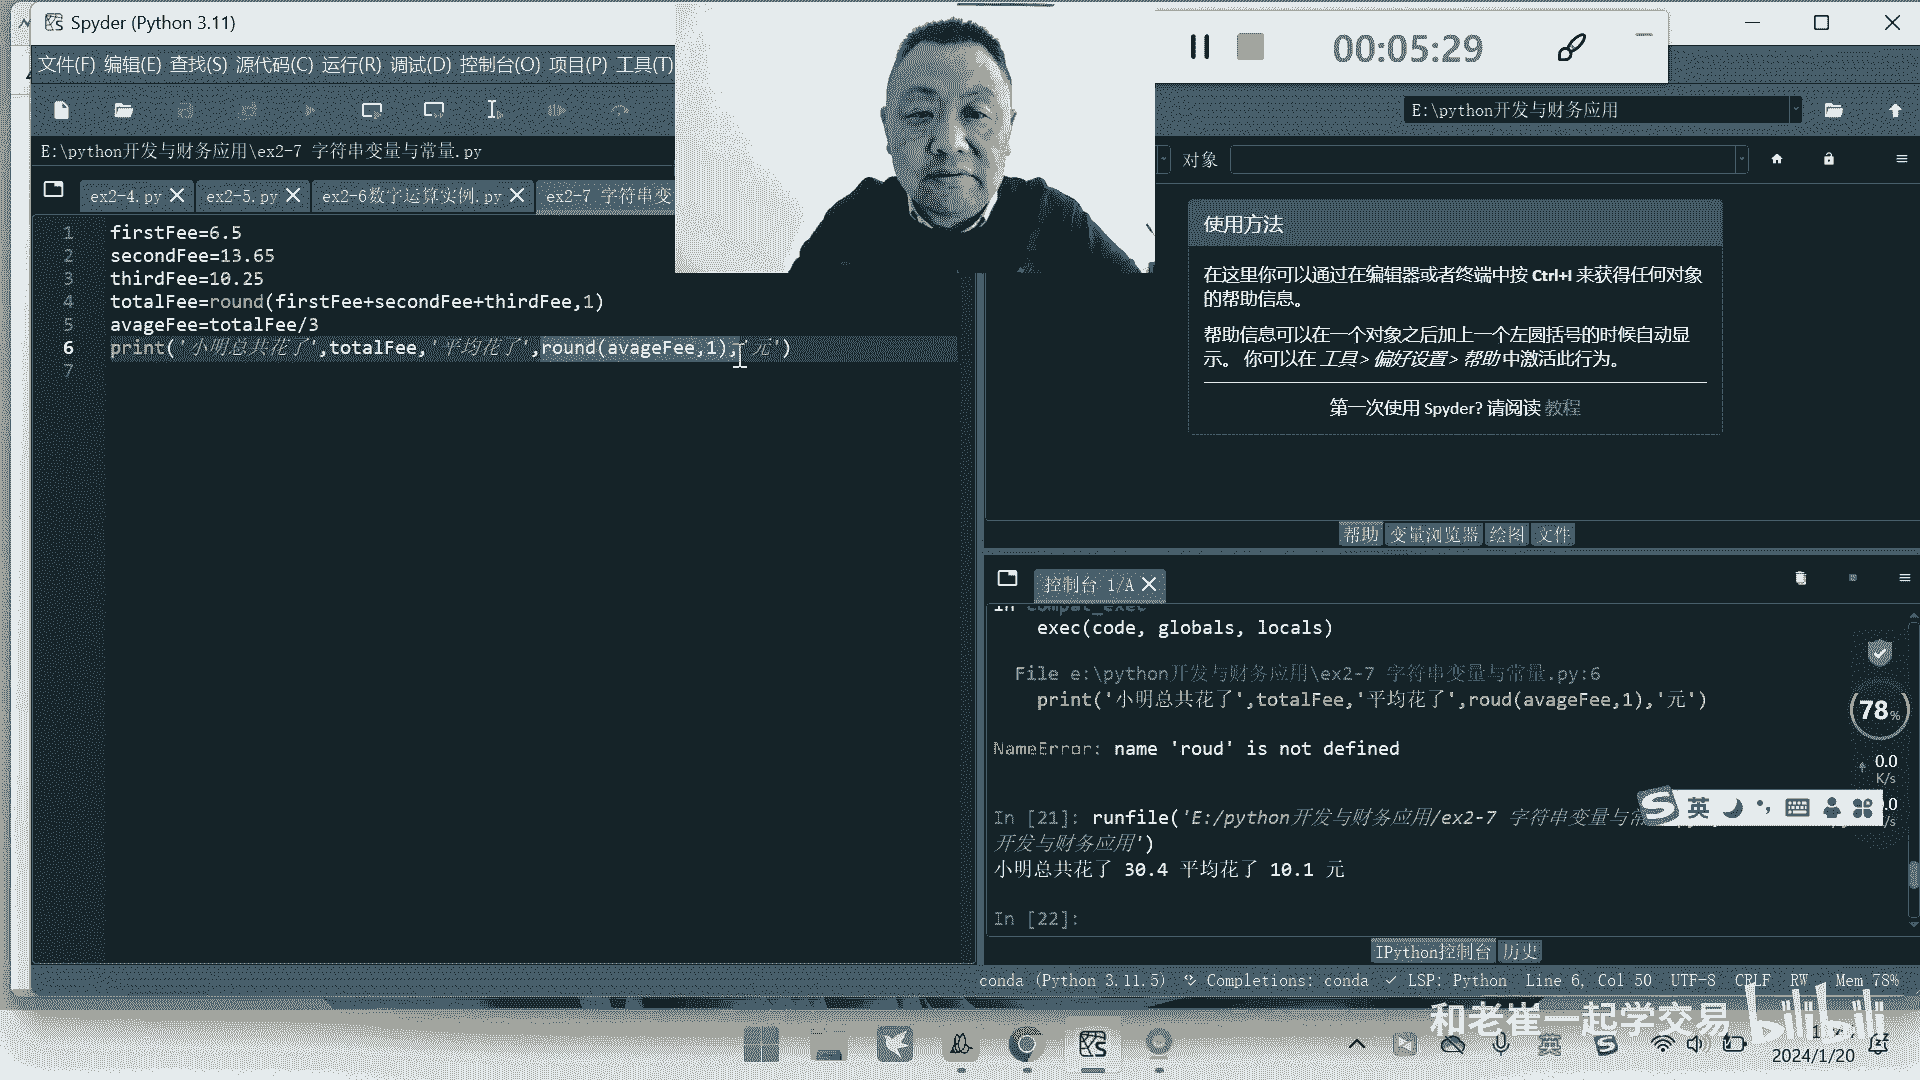 Spyder (Python 3.11)
00:05:29
文件(F) 编辑(E) 查找(S) 源代码(C) 运行(R) 调试(D) 控制台(O) 项目(P) 工具(T)
E:\python开发与财务应用
E:\python开发与财务应用\ex2-7 字符串变量与常量.py
对象
ex2-4.py
ex2-5.py
ex2-6数字运算实例.py
ex2-7 字符串变
1 firstFee=6.5
2 secondFee=13.65
3 thirdFee=10.25
4 totalFee=round(firstFee+secondFee+thirdFee,1)
5 avageFee=totalFee/3
6 print('小明总共花了',totalFee,'平均花了',round(avageFee,1),'元')
7
使用方法
在这里你可以通过在编辑器或者终端中按 Ctrl+I 来获得任何对象
的帮助信息。
帮助信息可以在一个对象之后加上一个左圆括号的时候自动显
示。 你可以在 工具 > 偏好设置 > 帮助 中激活此行为。
第一次使用 Spyder? 请阅读 教程
帮助 变量浏览器 绘图 文件
控制台 1/A
in compat_exec
exec(code, globals, locals)
File e:\python开发与财务应用\ex2-7 字符串变量与常量.py:6
print('小明总共花了',totalFee,'平均花了',roud(avageFee,1),'元')
NameError: name 'roud' is not defined
In [21]: runfile('E:/python开发与财务应用/ex2-7 字符串变量与常
开发与财务应用')
小明总共花了 30.4 平均花了 10.1 元
In [22]:
78%
0.0
K/s
英
IPython控制台 历史
conda (Python 3.11.5) Completions: conda LSP: Python Line 6, Col 50 UTF-8 CRLF RW Mem 78%
和老崔一起学交易 bilibili
英
2024/1/20